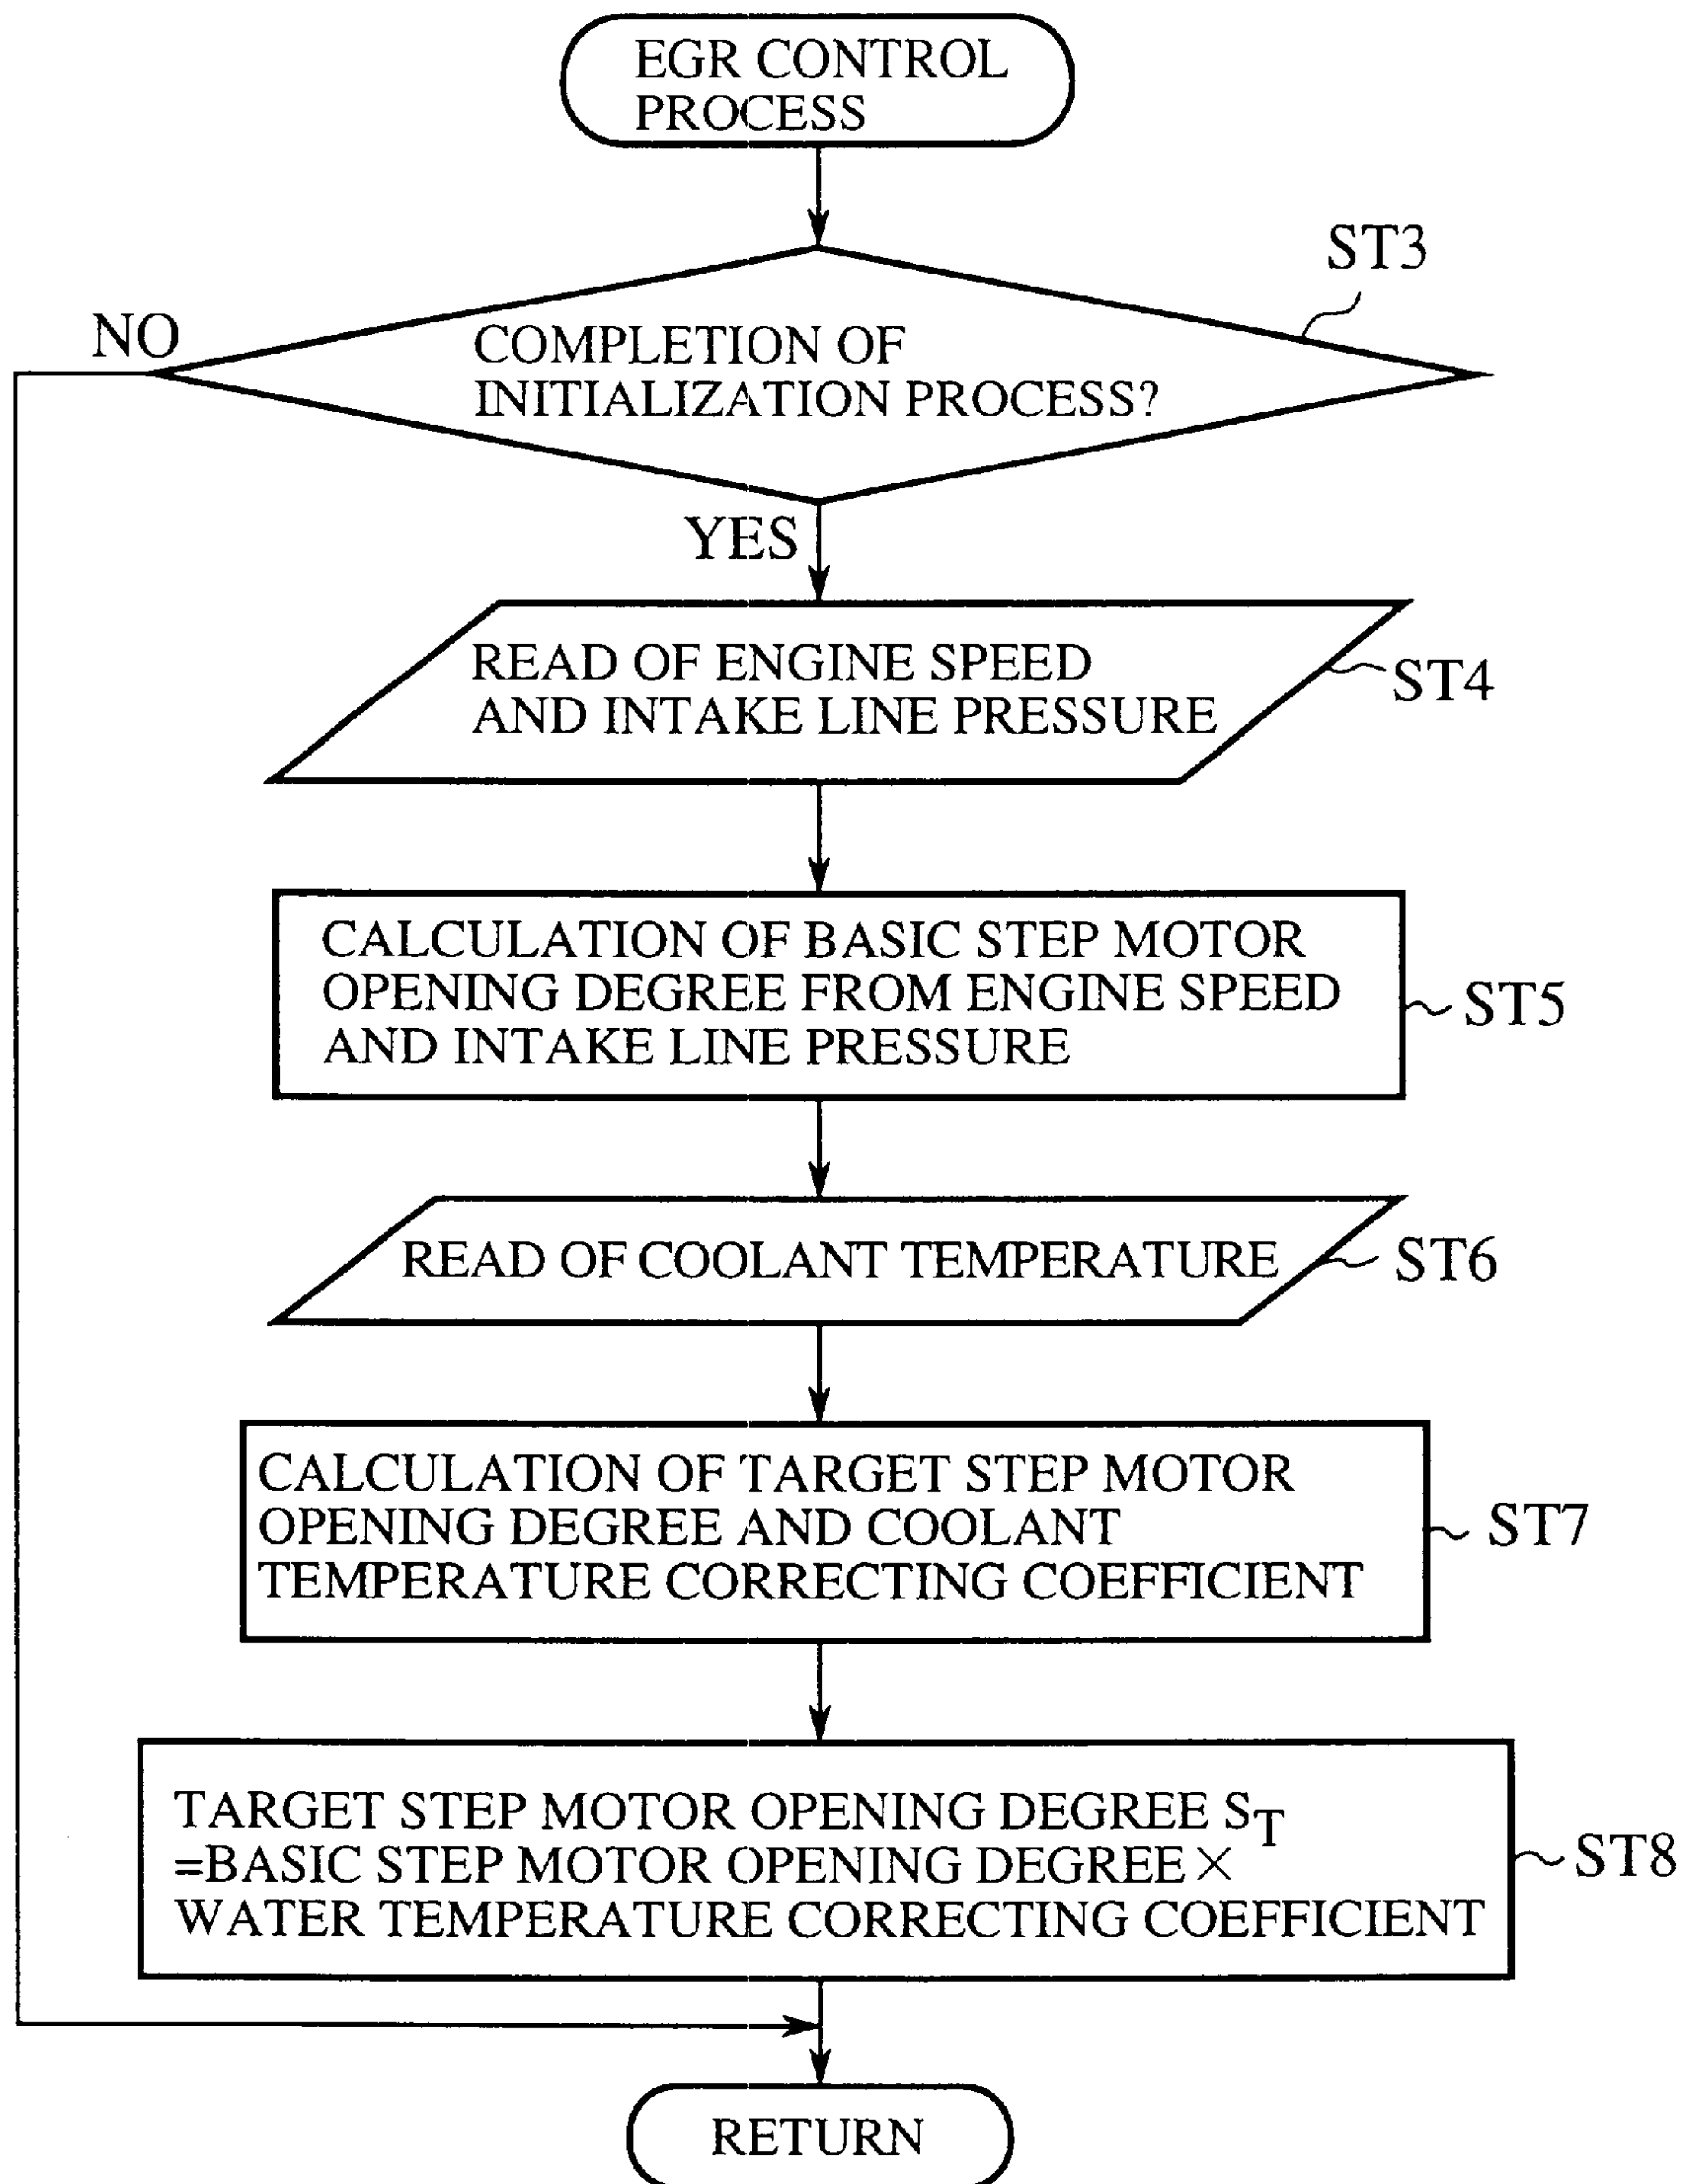 EGR CONTROL
PROCESS
ST3
NO
COMPLETION OF
INITIALIZATION PROCESS?
YES
READ OF ENGINE SPEED
AND INTAKE LINE PRESSURE
ST4
CALCULATION OF BASIC STEP MOTOR
OPENING DEGREE FROM ENGINE SPEED
AND INTAKE LINE PRESSURE
ST5
READ OF COOLANT TEMPERATURE
ST6
CALCULATION OF TARGET STEP MOTOR
OPENING DEGREE AND COOLANT
TEMPERATURE CORRECTING COEFFICIENT
ST7
TARGET STEP MOTOR OPENING DEGREE S_T
=BASIC STEP MOTOR OPENING DEGREE ×
WATER TEMPERATURE CORRECTING COEFFICIENT
ST8
RETURN